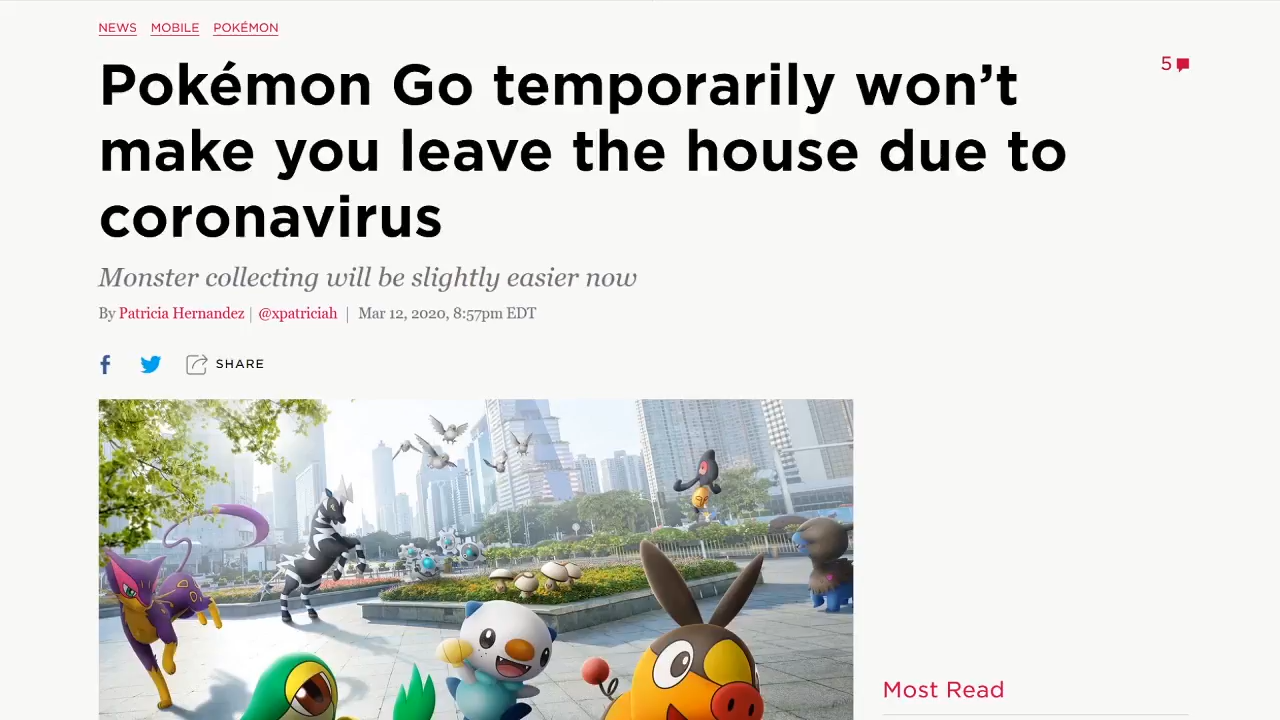 NEWS MOBILE POKÉMON
Pokémon Go temporarily won’t
5
make you leave the house due to
coronavirus
Monster collecting will be slightly easier now
By Patricia Hernandez | @xpatriciah | Mar 12, 2020, 8:57pm EDT
SHARE
Most Read